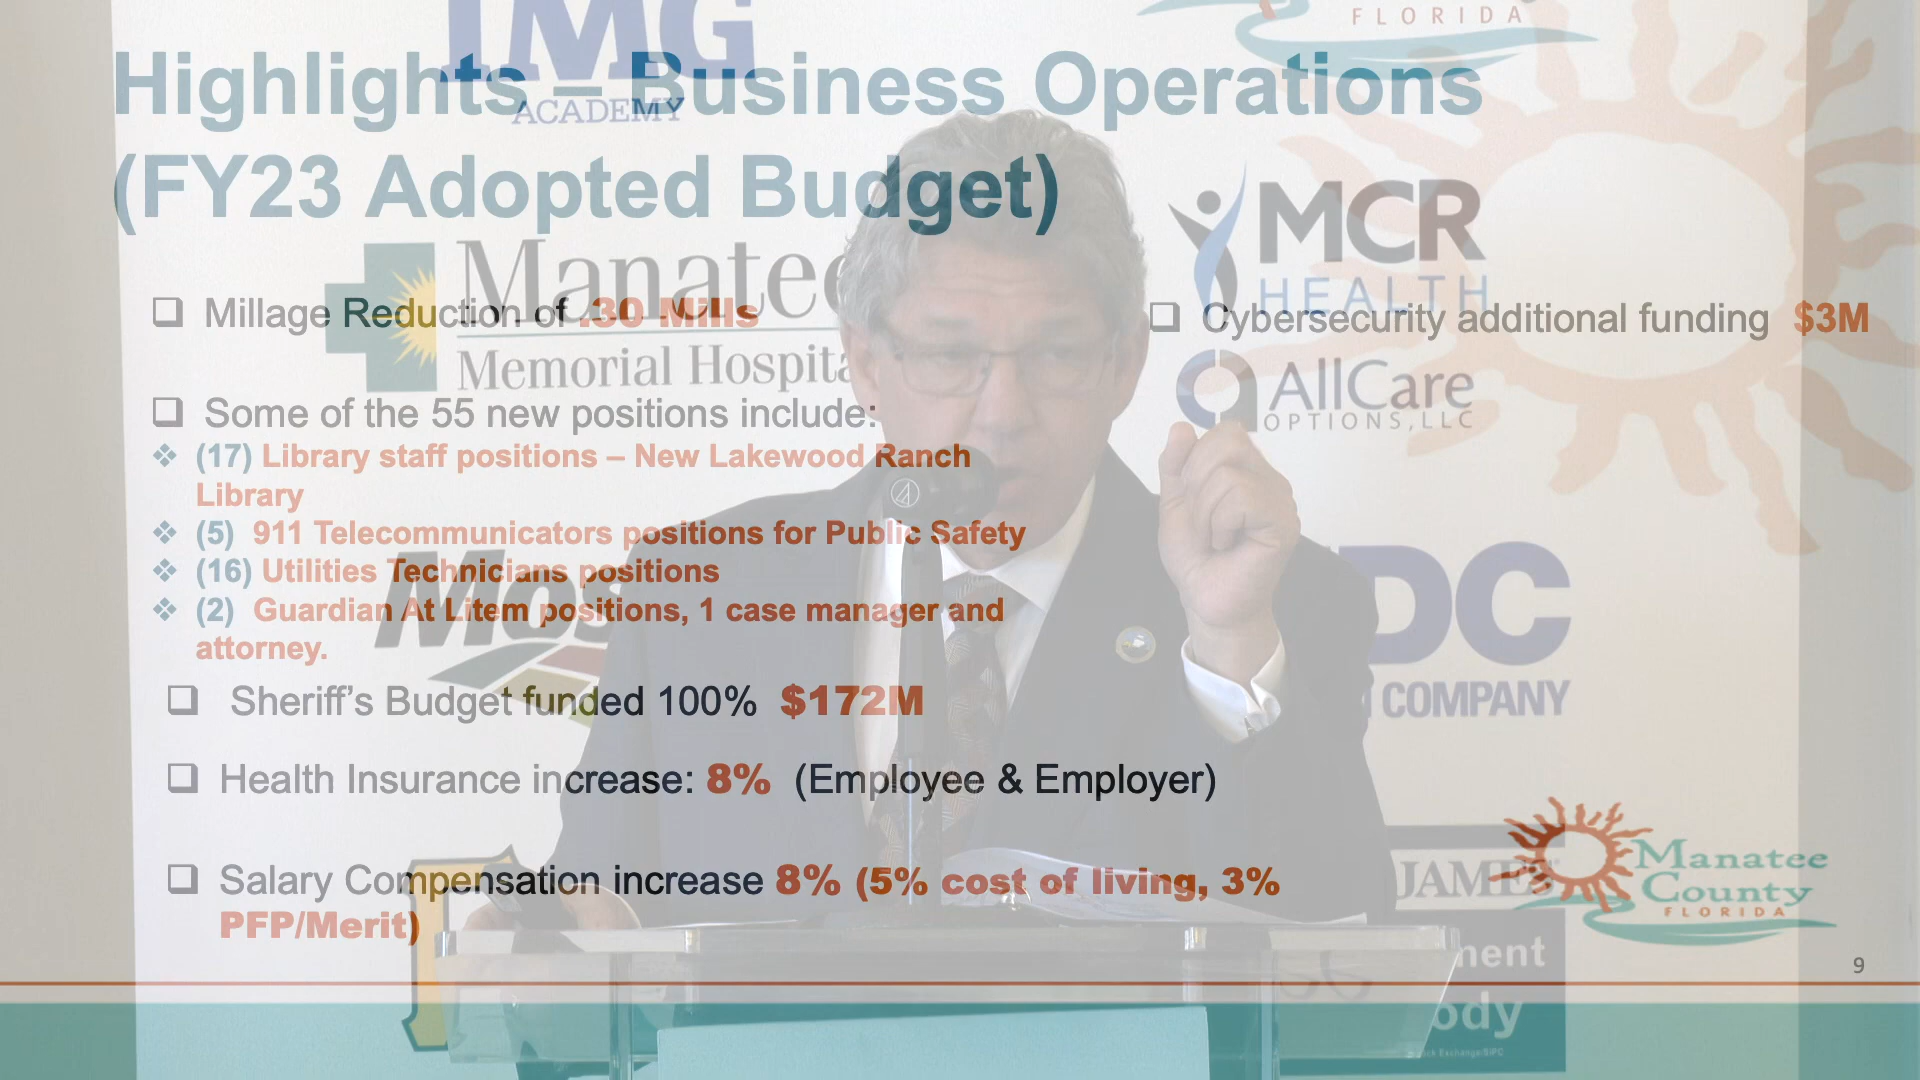 IMG
ACADEMY
FLORIDA
Highlights – Business Operations
(FY23 Adopted Budget)
MCR
HEALTH
Manatee
Memorial
❑ Millage Reduction of .30 Mills
❑ Cybersecurity additional funding $3M
AllCare
OPTIONS, LLC
❑ Some of the 55 new positions include:
❖ (17) Library staff positions – New Lakewood Ranch
Library
❖ (5) 911 Telecommunicators positions for Public Safety
❖ (16) Utilities Technicians positions
❖ (2) Guardian At Litem positions, 1 case manager and
attorney.
DC
COMPANY
❑ Sheriff's Budget funded 100% $172M
❑ Health Insurance increase: 8% (Employee & Employer)
❑ Salary Compensation increase 8% (5% cost of living, 3%
PFP/Merit)
JAMES
Manatee
County
FLORIDA
9